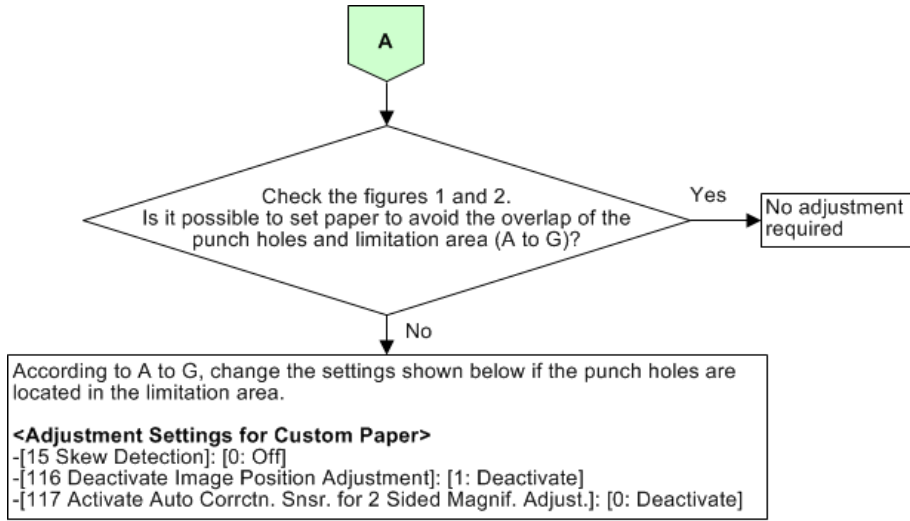 A
Check the figures 1 and 2.
Is it possible to set paper to avoid the overlap of the
punch holes and limitation area (A to G)?
Yes
No adjustment
required
No
According to A to G, change the settings shown below if the punch holes are
located in the limitation area.
<Adjustment Settings for Custom Paper>
-[15 Skew Detection]: [0: Off]
-[116 Deactivate Image Position Adjustment]: [1: Deactivate]
-[117 Activate Auto Corrctn. Snsr. for 2 Sided Magnif. Adjust.]: [0: Deactivate]